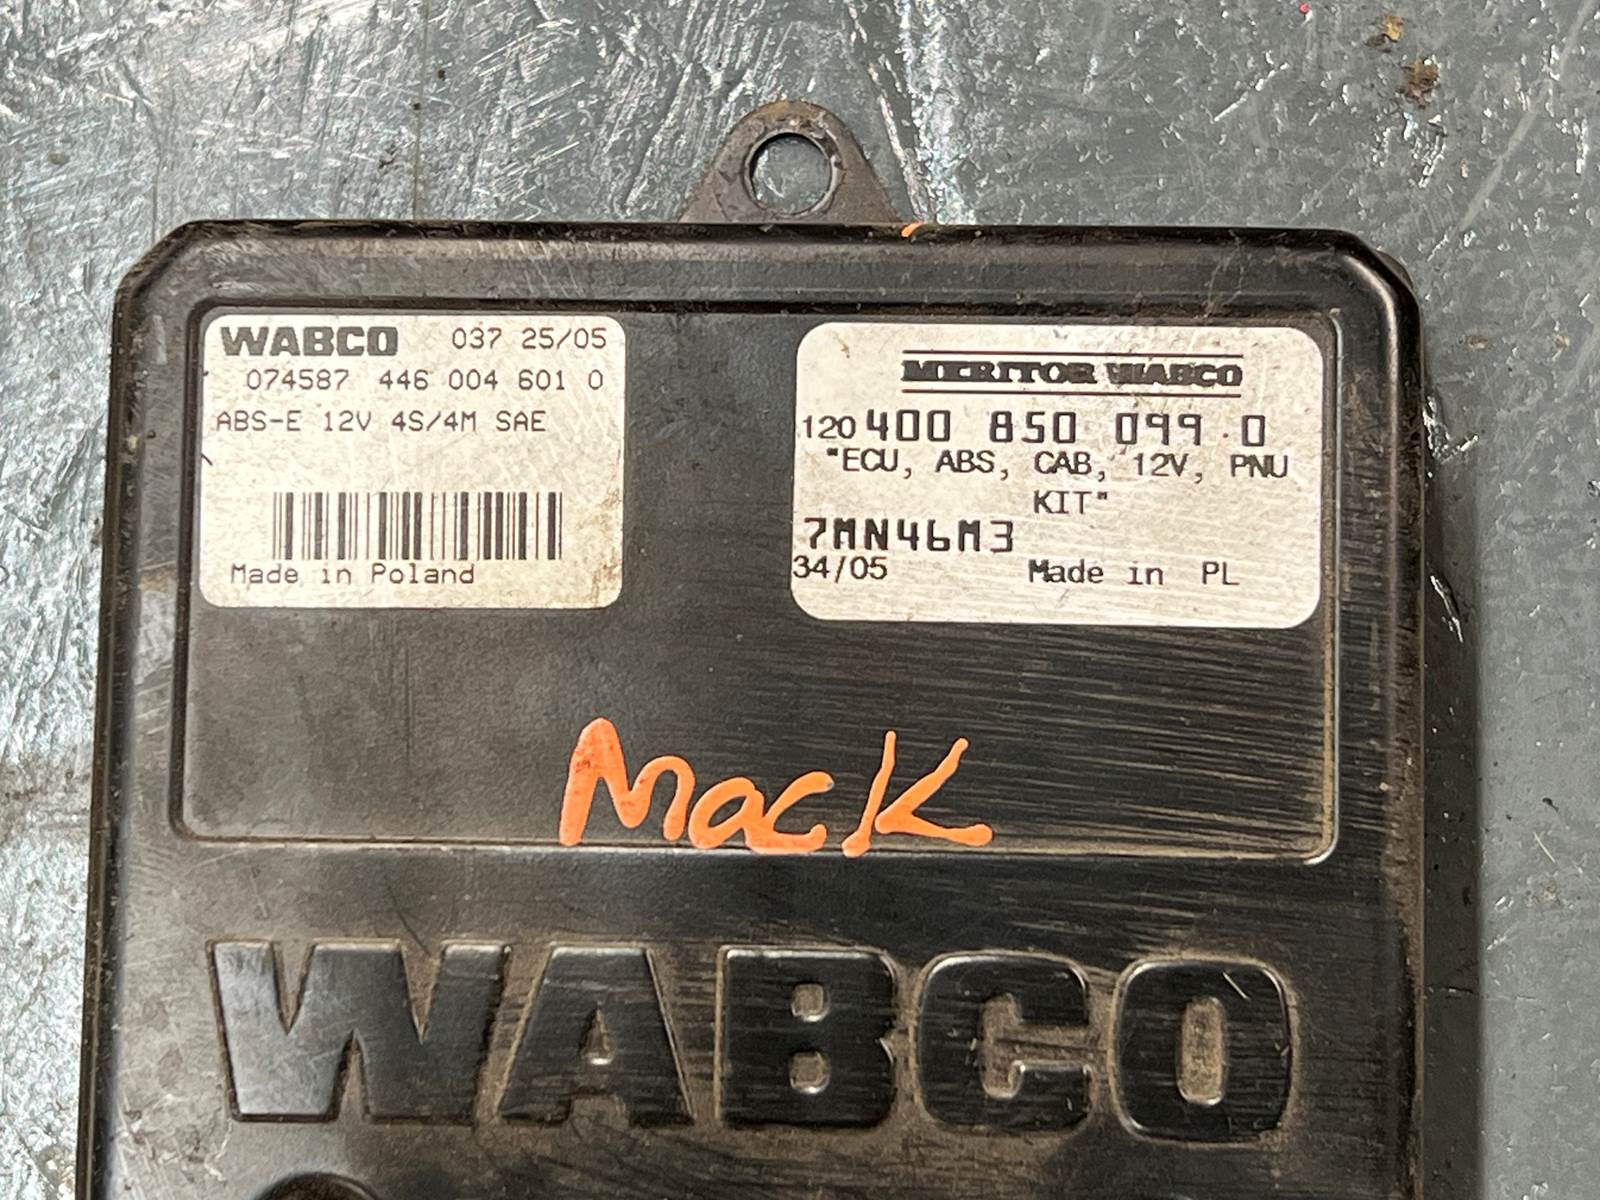 WABCO 037 25/05
074587 446 004 601 0
ABS-E 12V 4S/4M SAE
Made in Poland
MERITOR WABCO
120 400 850 099 0
"ECU, ABS, CAB, 12V, PNU
KIT"
7MN46M3
34/05 Made in PL
Mack
WABCO